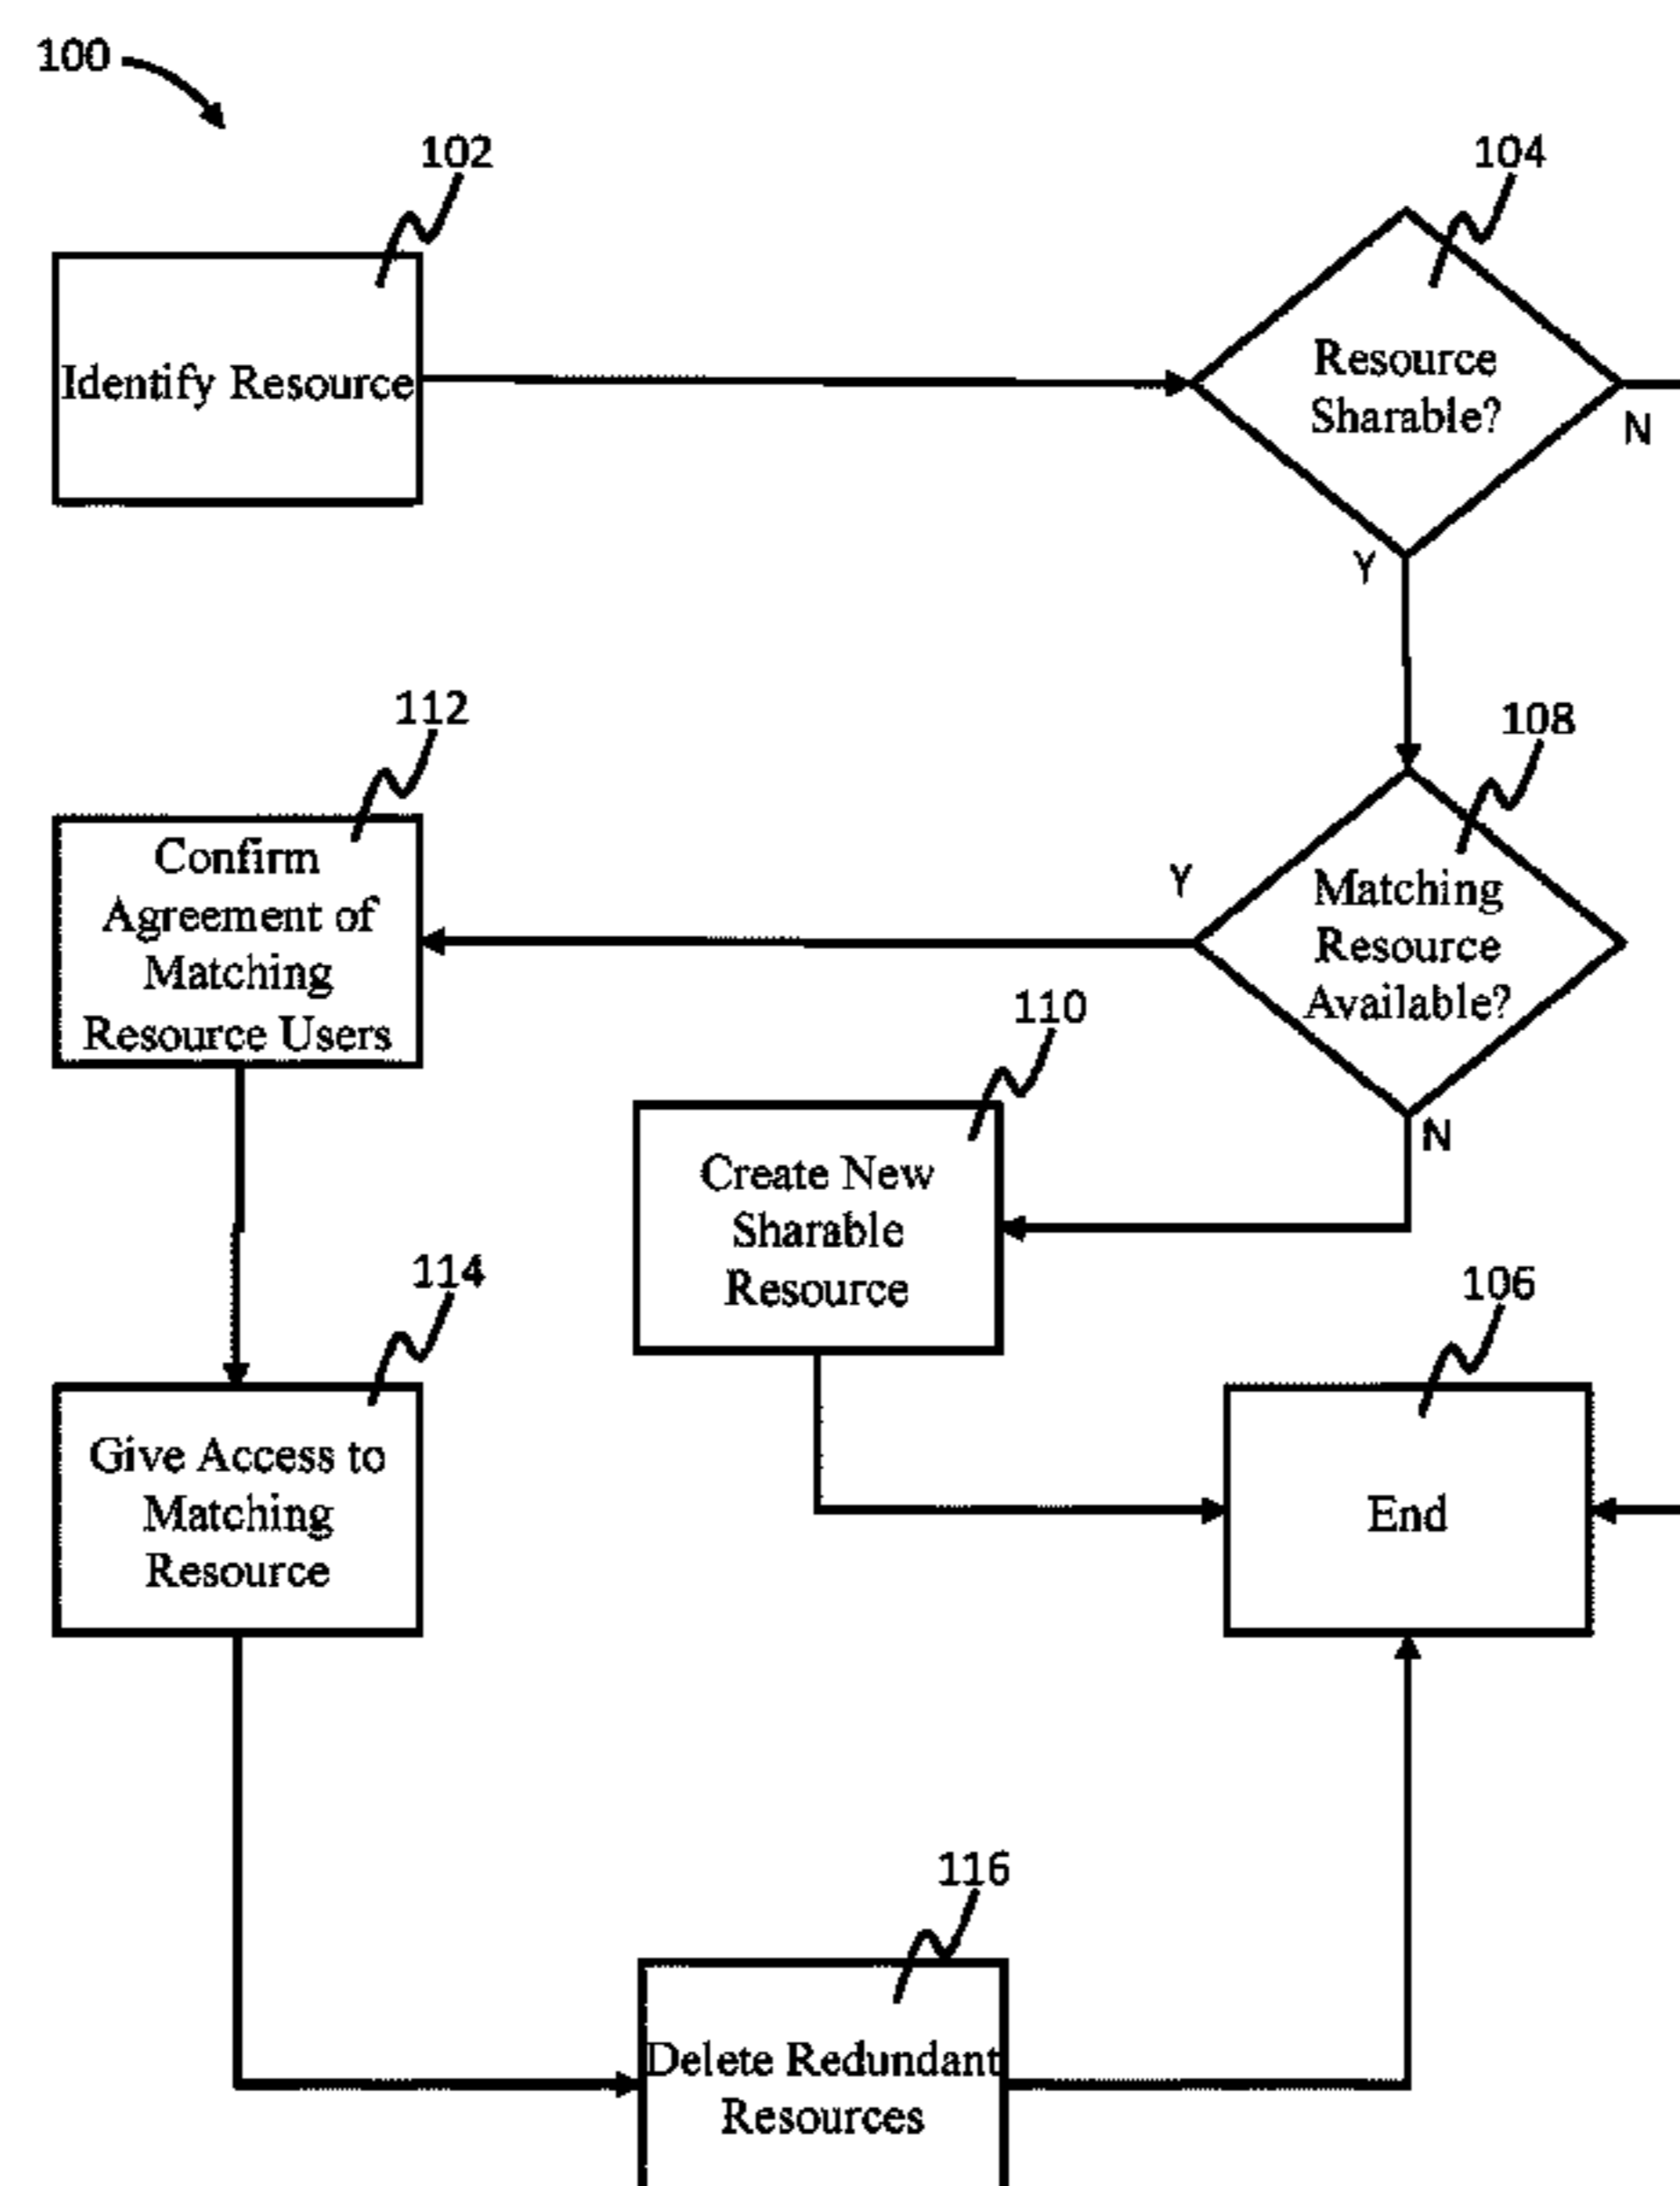 100
102
Identify Resource
104
Resource
Sharable?
N
Y
112
Confirm
Agreement of
Matching
Resource Users
108
Y
Matching
Resource
Available?
N
110
Create New
Sharable
Resource
114
Give Access to
Matching
Resource
106
End
116
Delete Redundant
Resources